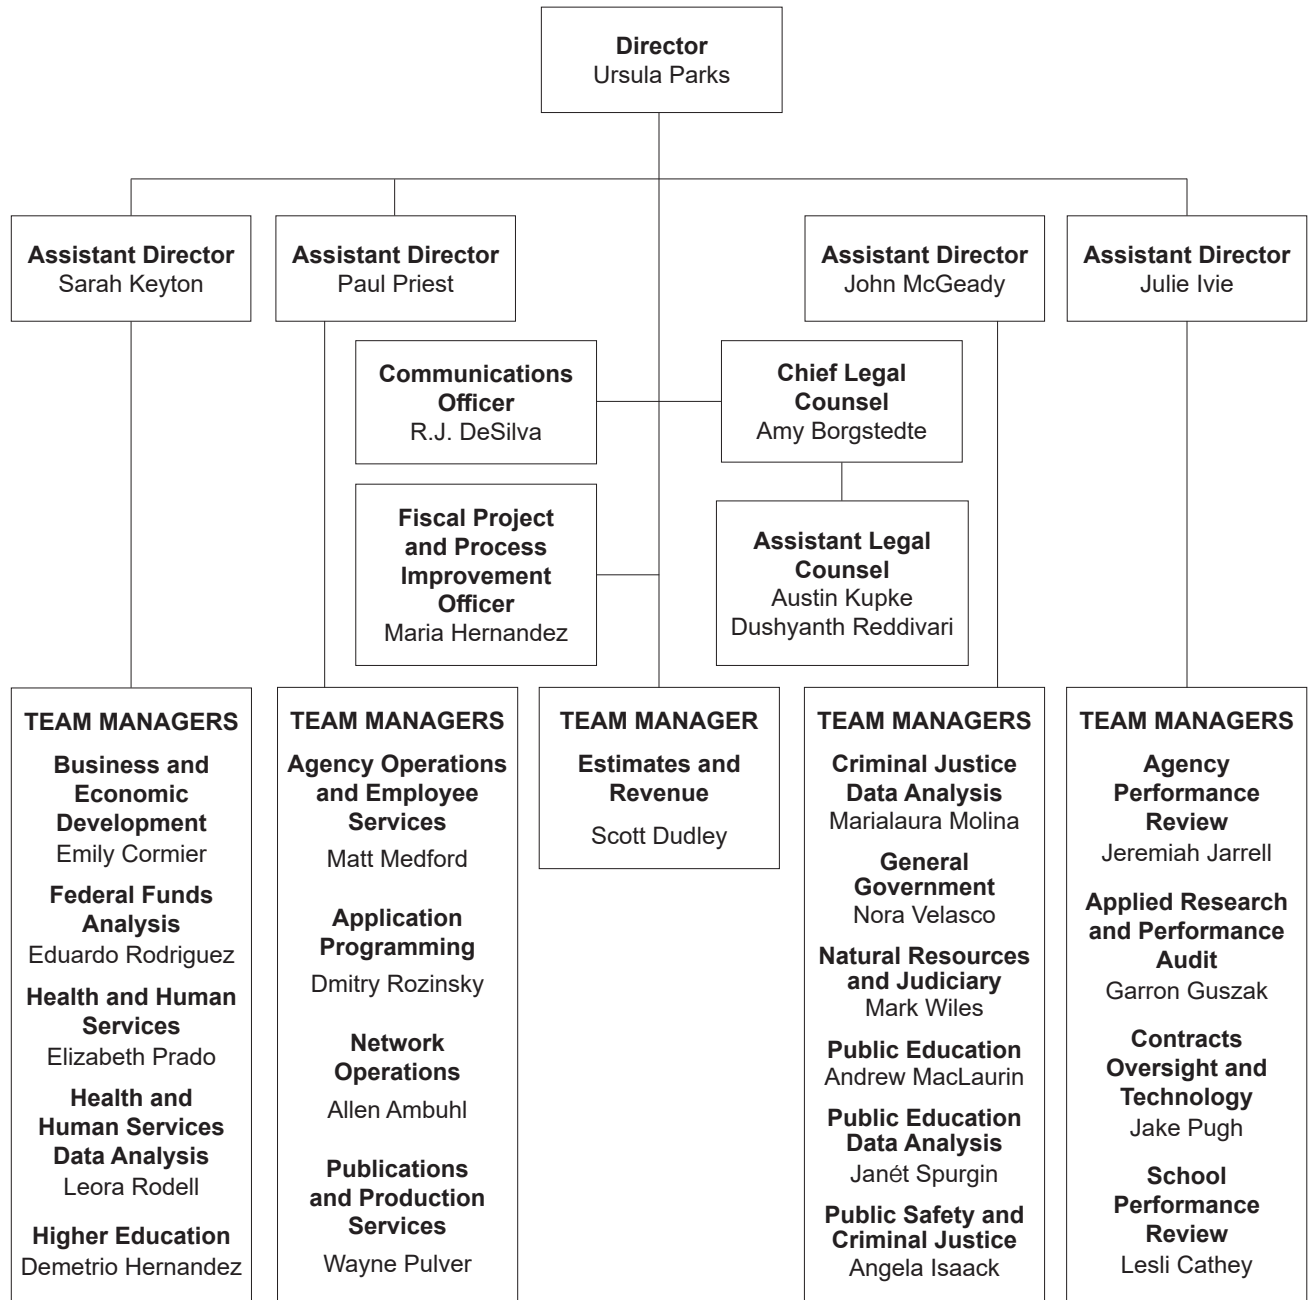 Director
Ursula Parks
Assistant Director
Sarah Keyton
Assistant Director
Paul Priest
Assistant Director
John McGeady
Assistant Director
Julie Ivie
Communications
Officer
R.J. DeSilva
Chief Legal
Counsel
Amy Borgstedte
Fiscal Project
and Process
Improvement
Officer
Maria Hernandez
Assistant Legal
Counsel
Austin Kupke
Dushyanth Reddivari
TEAM MANAGERS
Business and
Economic
Development
Emily Cormier
Federal Funds
Analysis
Eduardo Rodriguez
Health and Human
Services
Elizabeth Prado
Health and
Human Services
Data Analysis
Leora Rodell
Higher Education
Demetrio Hernandez
TEAM MANAGERS
Agency Operations
and Employee
Services
Matt Medford
Application
Programming
Dmitry Rozinsky
Network
Operations
Allen Ambuhl
Publications
and Production
Services
Wayne Pulver
TEAM MANAGER
Estimates and
Revenue
Scott Dudley
TEAM MANAGERS
Criminal Justice
Data Analysis
Marialaura Molina
General
Government
Nora Velasco
Natural Resources
and Judiciary
Mark Wiles
Public Education
Andrew MacLaurin
Public Education
Data Analysis
Janét Spurgin
Public Safety and
Criminal Justice
Angela Isaack
TEAM MANAGERS
Agency
Performance
Review
Jeremiah Jarrell
Applied Research
and Performance
Audit
Garron Guszak
Contracts
Oversight and
Technology
Jake Pugh
School
Performance
Review
Lesli Cathey